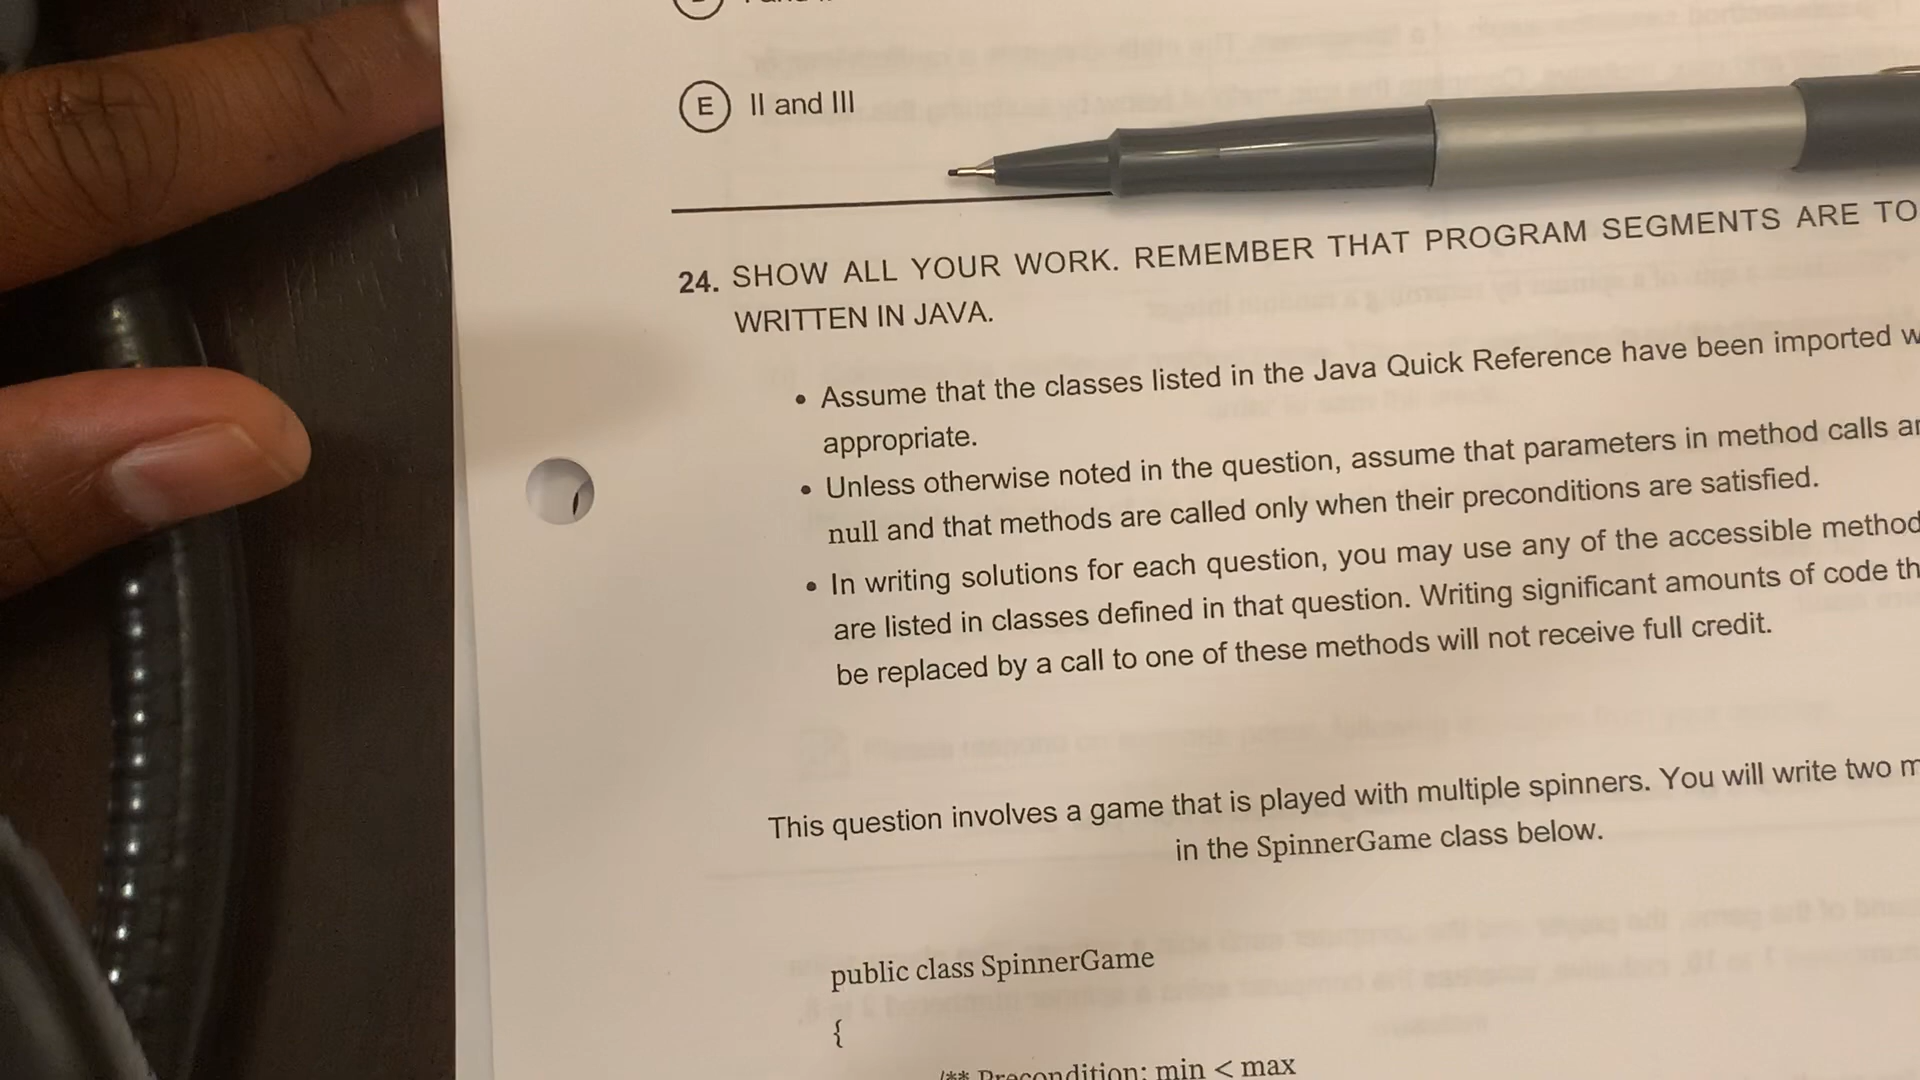 E II and III
24. SHOW ALL YOUR WORK. REMEMBER THAT PROGRAM SEGMENTS ARE TO
WRITTEN IN JAVA.
• Assume that the classes listed in the Java Quick Reference have been imported
appropriate.
• Unless otherwise noted in the question, assume that parameters in method calls
null and that methods are called only when their preconditions are satisfied.
• In writing solutions for each question, you may use any of the accessible method
are listed in classes defined in that question. Writing significant amounts of code
be replaced by a call to one of these methods will not receive full credit.
This question involves a game that is played with multiple spinners. You will write two
in the SpinnerGame class below.
public class SpinnerGame
{
/** Precondition: min < max